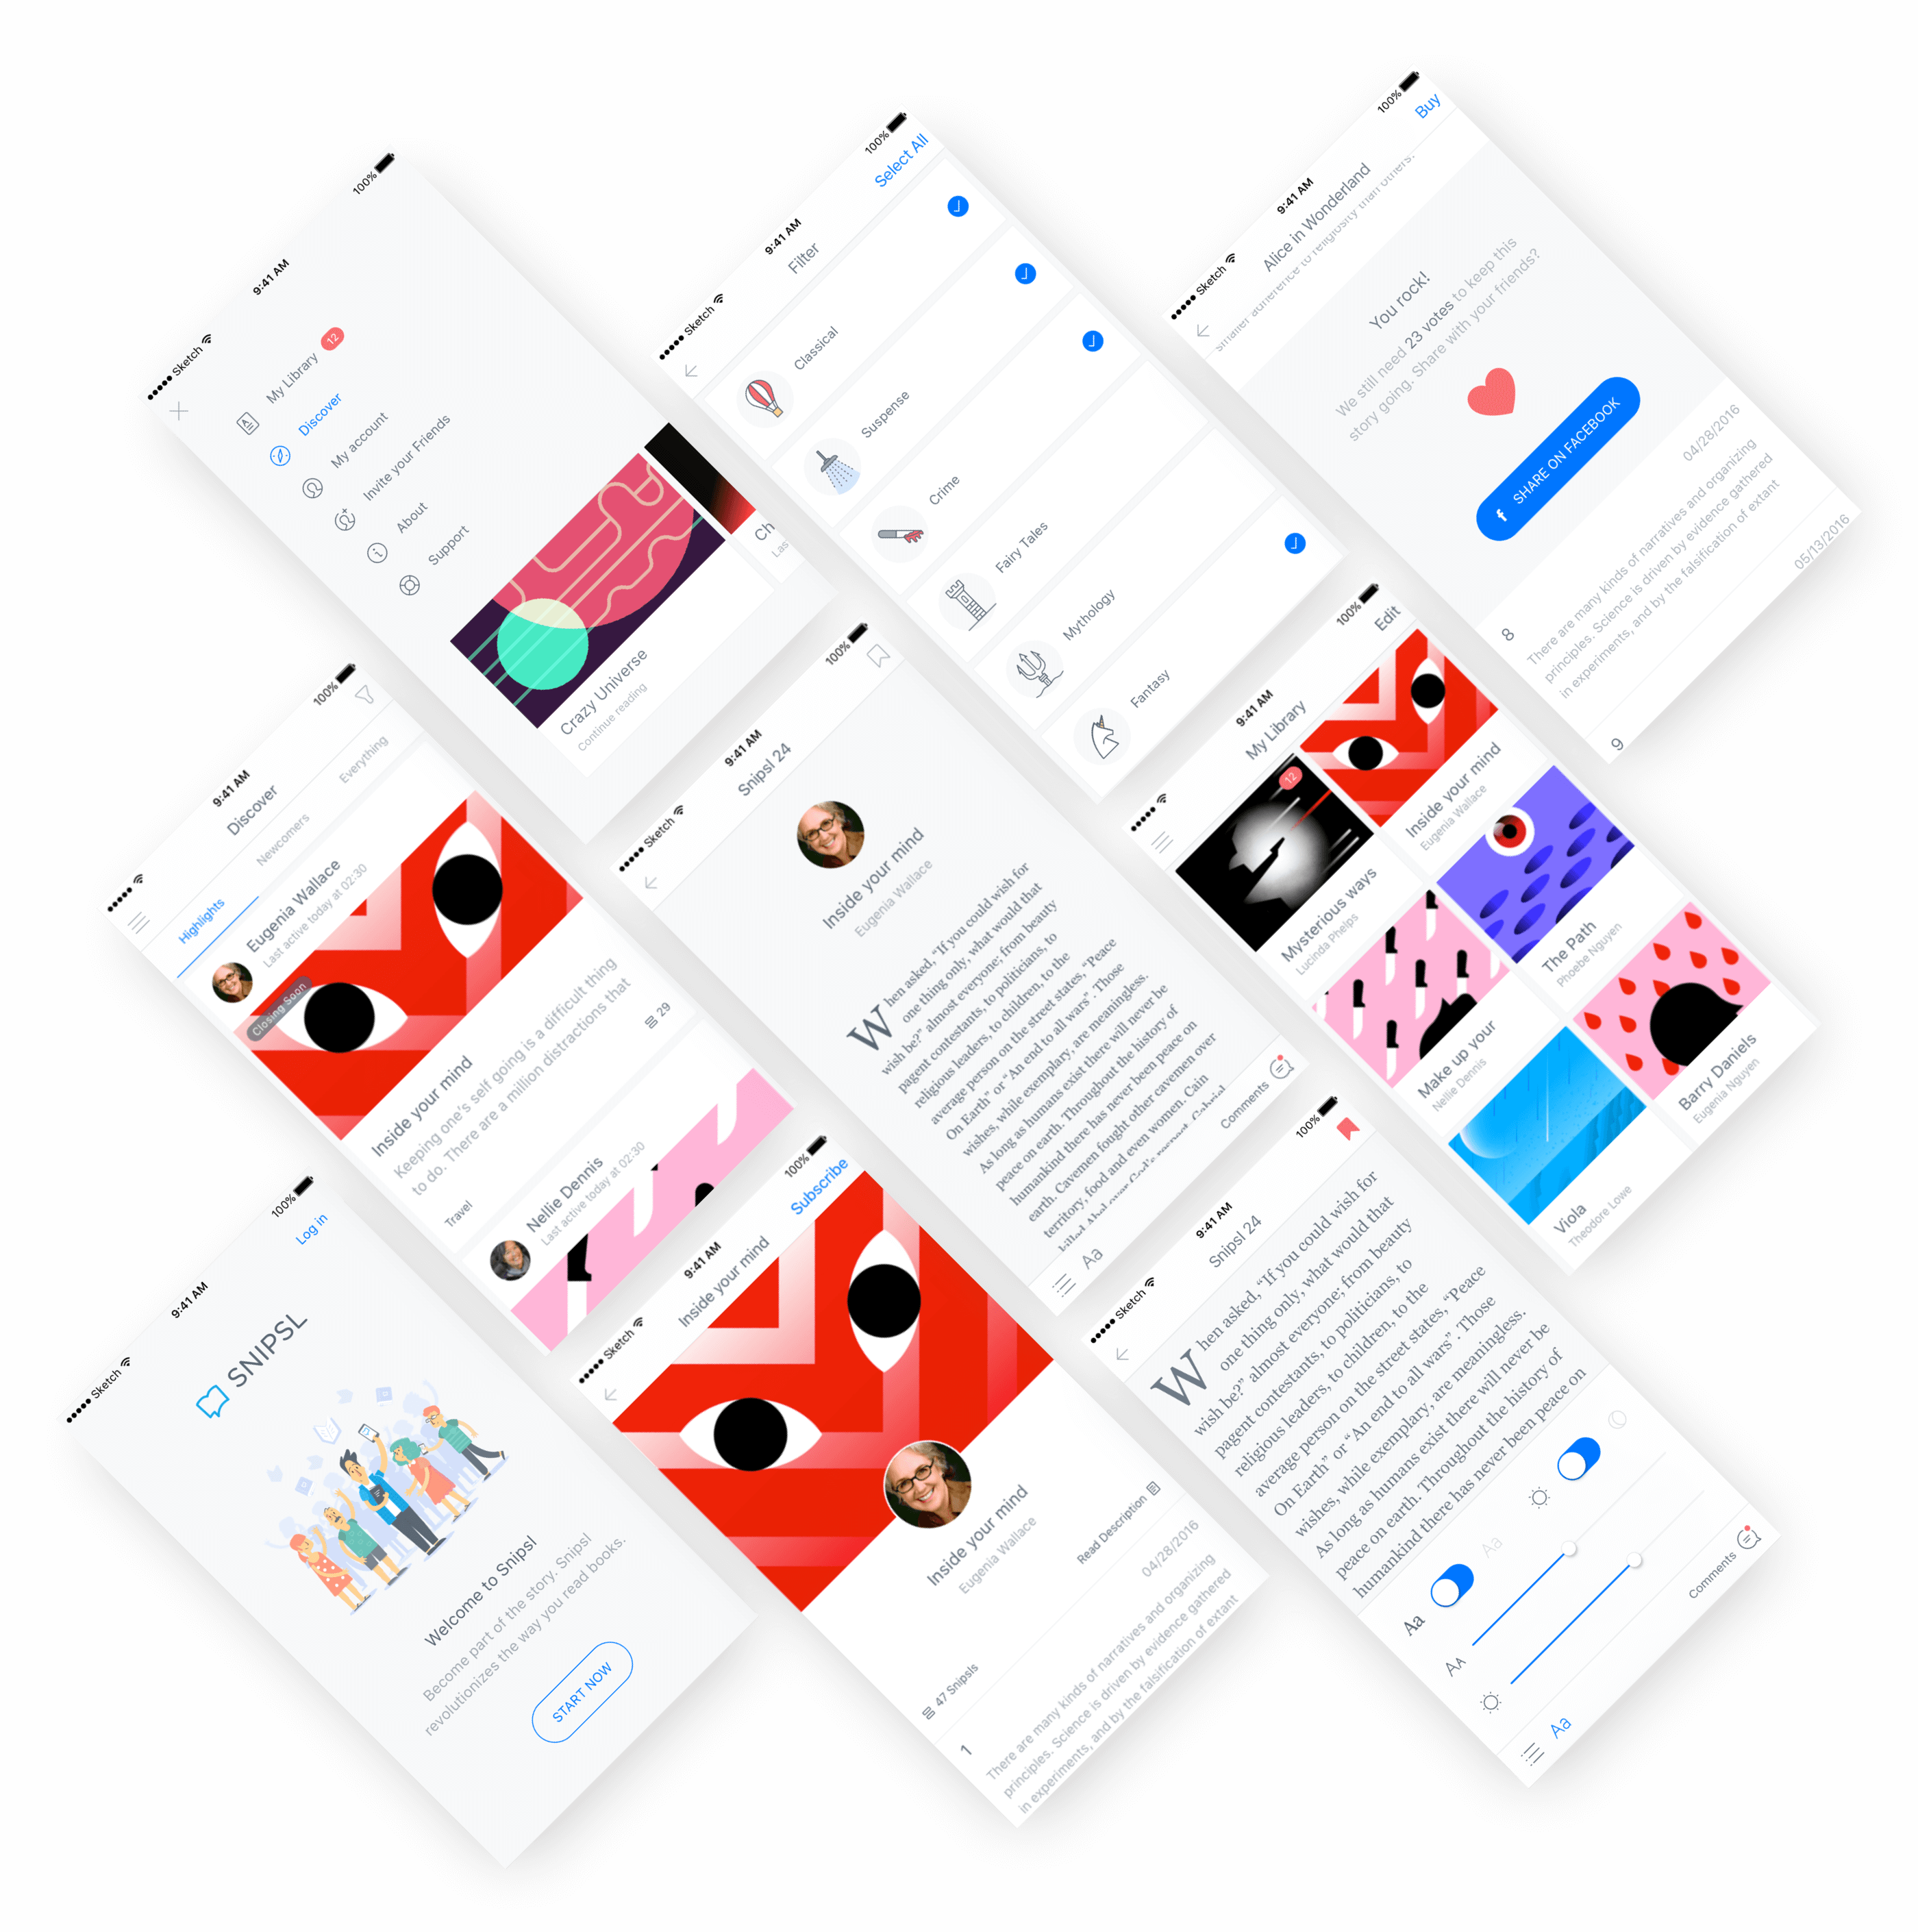 Sketch
9:41 AM
100%
My Library
12
Discover
My account
Invite your Friends
About
Support
Crazy Universe
Continue reading
Ch
Las
Sketch
9:41 AM
100%
Filter
Select All
Classical
Suspense
Crime
Fairy Tales
Mythology
Fantasy
Sketch
9:41 AM
100%
Alice in Wonderland
Buy
You rock!
We still need 23 votes to keep this
story going. Share with your friends?
f SHARE ON FACEBOOK
8
04/28/2016
There are many kinds of narratives and organizing
principles. Science is driven by evidence gathered
in experiments, and by the falsification of extant
9
05/13/2016
9:41 AM
100%
Discover
Highlights
Newcomers
Everything
Eugenia Wallace
Last active today at 02:30
Closing Soon
Inside your mind
Keeping one's self going is a difficult thing
to do. There are a million distractions that
Travel
29
Nellie Dennis
Last active today at 02:30
Sketch
9:41 AM
100%
Snipsl 24
Inside your mind
Eugenia Wallace
When asked, “If you could wish for
one thing only, what would that
wish be?” almost everyone; from beauty
pagent contestants, to politicians, to
religious leaders, to children, to the
average person on the street states, “Peace
On Earth” or “An end to all wars”. Those
wishes, while exemplary, are meaningless.
As long as humans exist there will never be
peace on earth. Throughout the history of
humankind there has never been peace on
earth. Cavemen fought other cavemen over
territory, food and even women. Cain
Aa
Comments
9:41 AM
100%
My Library
Edit
12
Mysterious ways
Lucinda Phelps
Inside your mind
Eugenia Wallace
Make up your
Nellie Dennis
The Path
Phoebe Nguyen
Viola
Theodore Lowe
Barry Daniels
Eugenia Nguyen
Sketch
9:41 AM
100%
Log in
SNIPSL
Welcome to Snipsl
Become part of the story. Snipsl
revolutionizes the way you read books.
START NOW
Sketch
9:41 AM
100%
Inside your mind
Subscribe
Inside your mind
Eugenia Wallace
47 Snipsls
Read Description
1
04/28/2016
There are many kinds of narratives and organizing
principles. Science is driven by evidence gathered
in experiments, and by the falsification of extant
Sketch
9:41 AM
100%
Snipsl 24
When asked, “If you could wish for
one thing only, what would that
wish be?” almost everyone; from beauty
pagent contestants, to politicians, to
religious leaders, to children, to the
average person on the street states, “Peace
On Earth” or “An end to all wars”. Those
wishes, while exemplary, are meaningless.
As long as humans exist there will never be
peace on earth. Throughout the history of
humankind there has never been peace on
Aa
Aa
AA
Aa
Comments